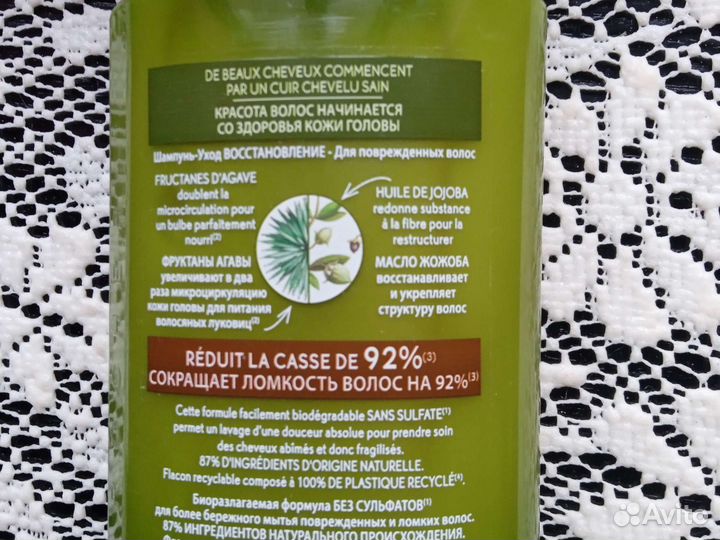 DE BEAUX CHEVEUX COMMENCENT
PAR UN CUIR CHEVELU SAIN
КРАСОТА ВОЛОС НАЧИНАЕТСЯ
СО ЗДОРОВЬЯ КОЖИ ГОЛОВЫ
Шампунь-Уход ВОССТАНОВЛЕНИЕ - Для поврежденных волос
FRUCTANES D'AGAVE
doublent la
microcirculation pour
un bulbe parfaitement
nourri(2)
ФРУКТАНЫ АГАВЫ
увеличивают в два
раза микроциркуляцию
кожи головы для питания
волосяных луковиц(2)
HUILE DE JOJOBA
redonne substance
à la fibre pour la
restructurer
МАСЛО ЖОЖОБА
восстанавливает
и укрепляет
структуру волос
RÉDUIT LA CASSE DE 92%(3)
СОКРАЩАЕТ ЛОМКОСТЬ ВОЛОС НА 92%(3)
Cette formule facilement biodégradable SANS SULFATE(1)
permet un lavage d'une douceur absolue pour prendre soin
des cheveux abîmés et donc fragilisés.
87% D'INGRÉDIENTS D'ORIGINE NATURELLE.
Flacon recyclable composé à 100% DE PLASTIQUE RECYCLÉ(4).
Биоразлагаемая формула БЕЗ СУЛЬФАТОВ(1)
для более бережного мытья поврежденных и ломких волос.
87% ИНГРЕДИЕНТОВ НАТУРАЛЬНОГО ПРОИСХОЖДЕНИЯ.
Avito